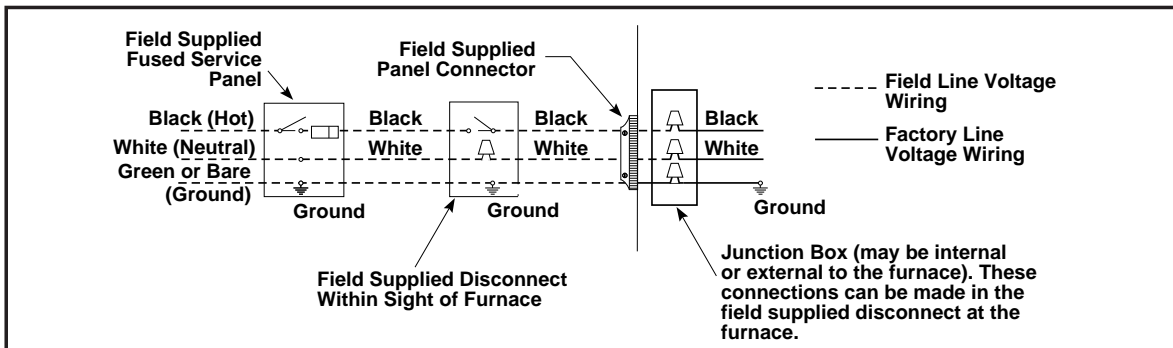 Field Supplied
Fused Service
Panel
Field Supplied
Panel Connector
Field Line Voltage
Wiring
Factory Line
Voltage Wiring
Black (Hot)
Black
Black
Black
White (Neutral)
White
White
White
Green or Bare
(Ground)
Ground
Ground
Ground
Field Supplied Disconnect
Within Sight of Furnace
Junction Box (may be internal
or external to the furnace). These
connections can be made in the
field supplied disconnect at the
furnace.